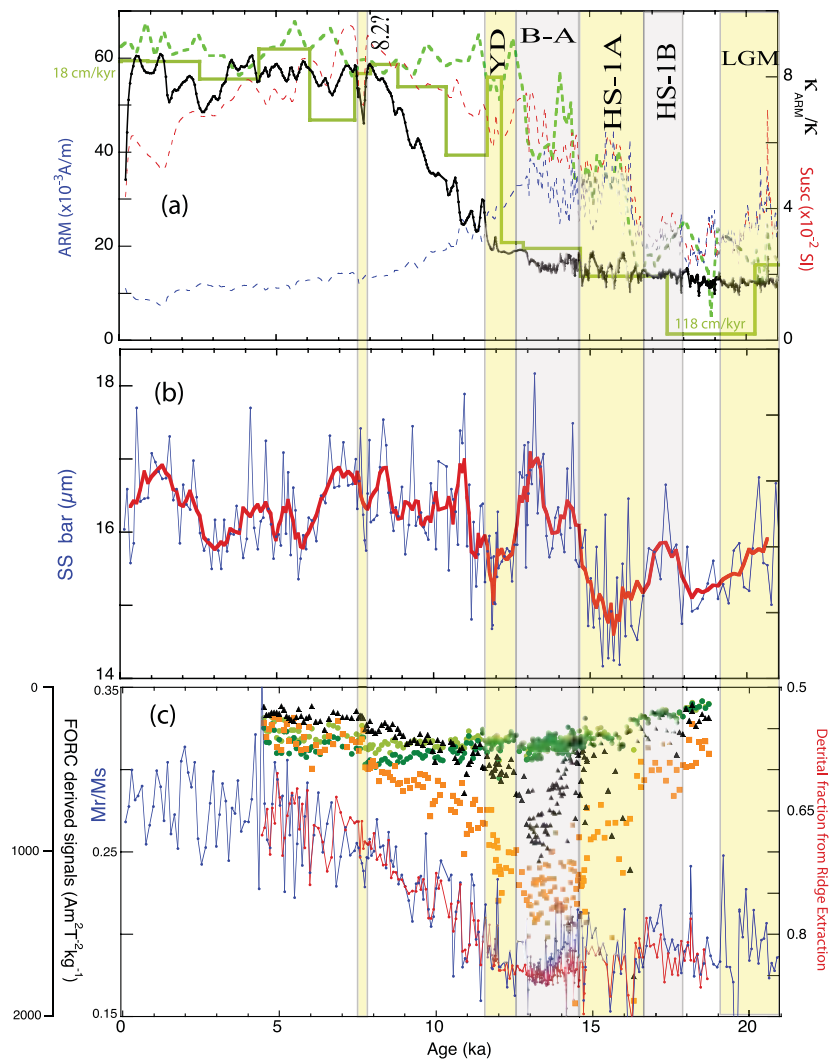 60
40
20
0
18 cm/kyr
ARM (x10⁻³A/m)
(a)
8.2?
YD
B-A
HS-1A
HS-1B
LGM
118 cm/kyr
8
4
0
K_ARM/K
Susc (x10⁻² SI)
18
16
14
SS bar (µm)
(b)
0
1000
2000
FORC derived signals (Am²T⁻²kg⁻¹)
0.35
0.25
0.15
Mr/Ms
(c)
0.5
0.65
0.8
Detrital fraction from Ridge Extraction
0 5 10 15 20
Age (ka)